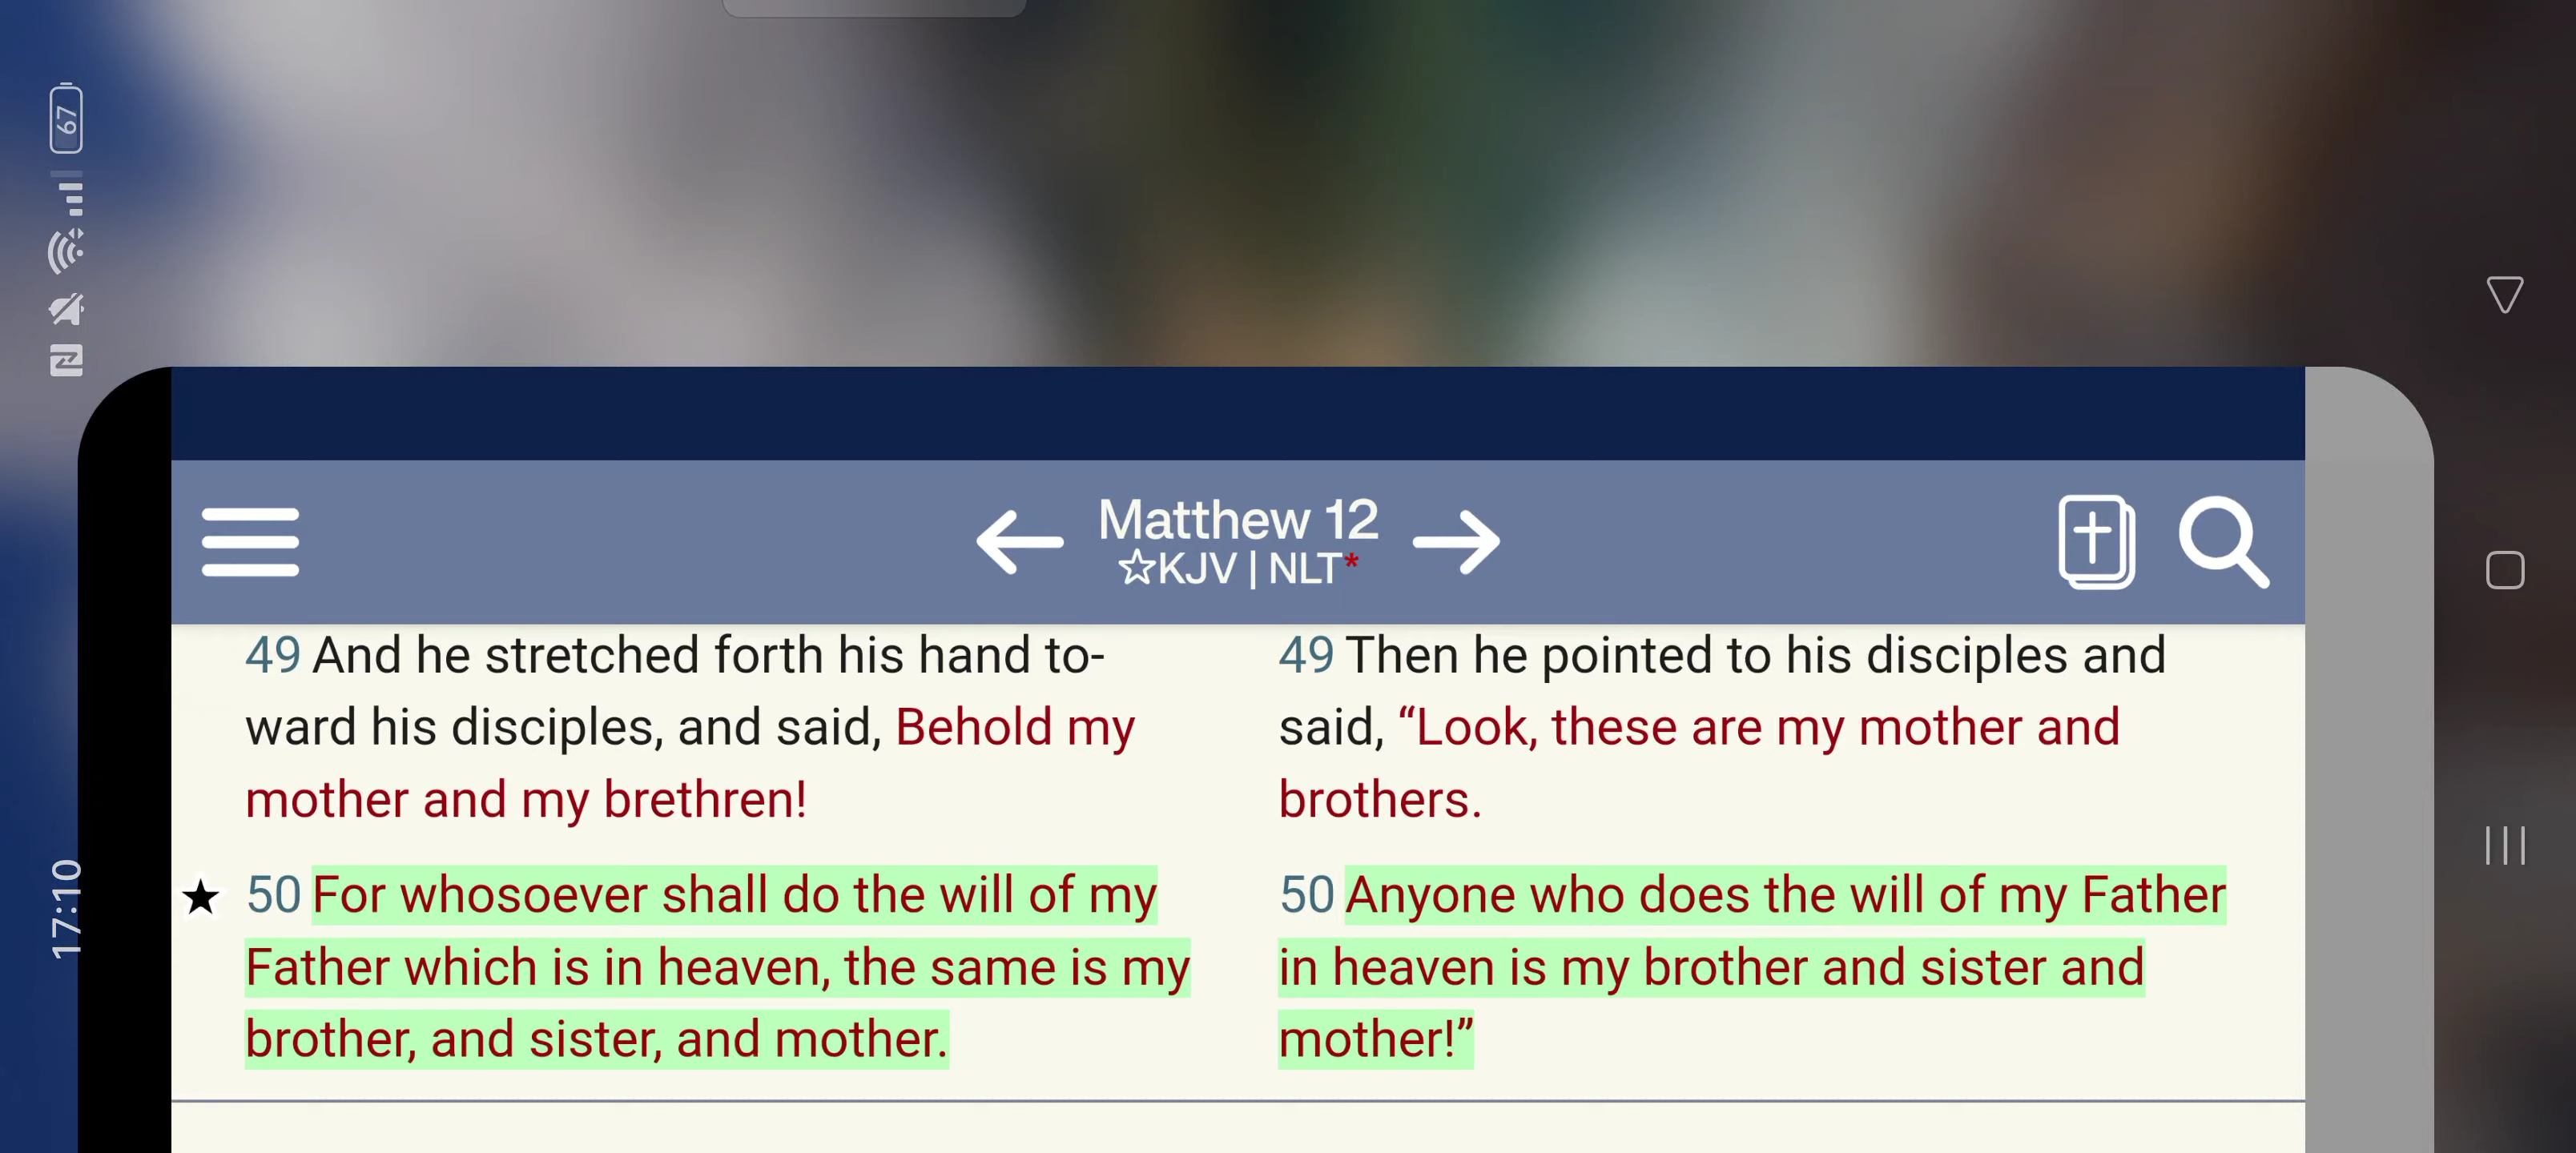 67
17:10
Matthew 12
☆KJV | NLT*
49 And he stretched forth his hand to-
ward his disciples, and said, Behold my
mother and my brethren!
★ 50 For whosoever shall do the will of my
Father which is in heaven, the same is my
brother, and sister, and mother.
49 Then he pointed to his disciples and
said, “Look, these are my mother and
brothers.
50 Anyone who does the will of my Father
in heaven is my brother and sister and
mother!”